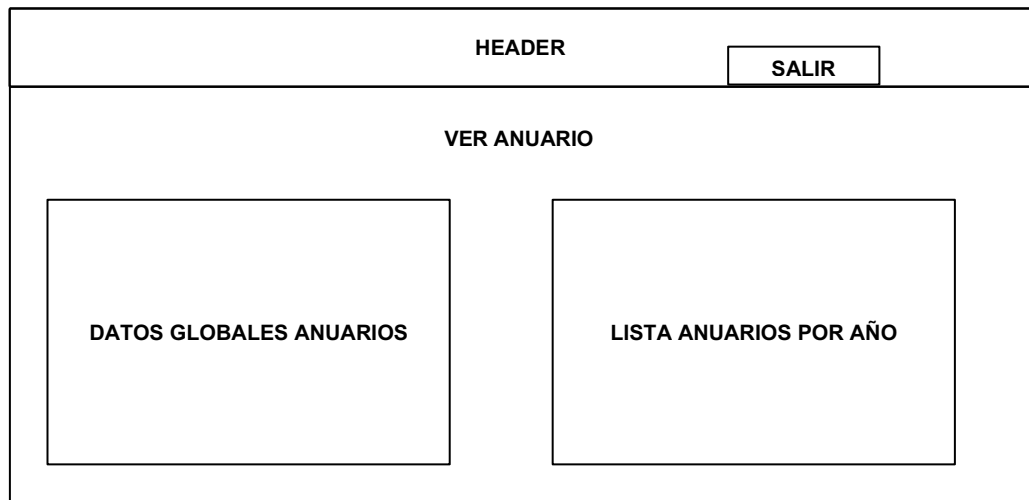 HEADER
SALIR
VER ANUARIO
DATOS GLOBALES ANUARIOS
LISTA ANUARIOS POR AÑO